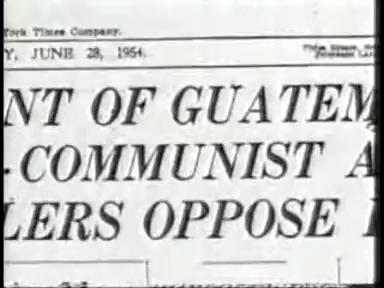 York Times Company.
Y, JUNE 28, 1954.
NT OF GUATEM
-COMMUNIST A
LERS OPPOSE